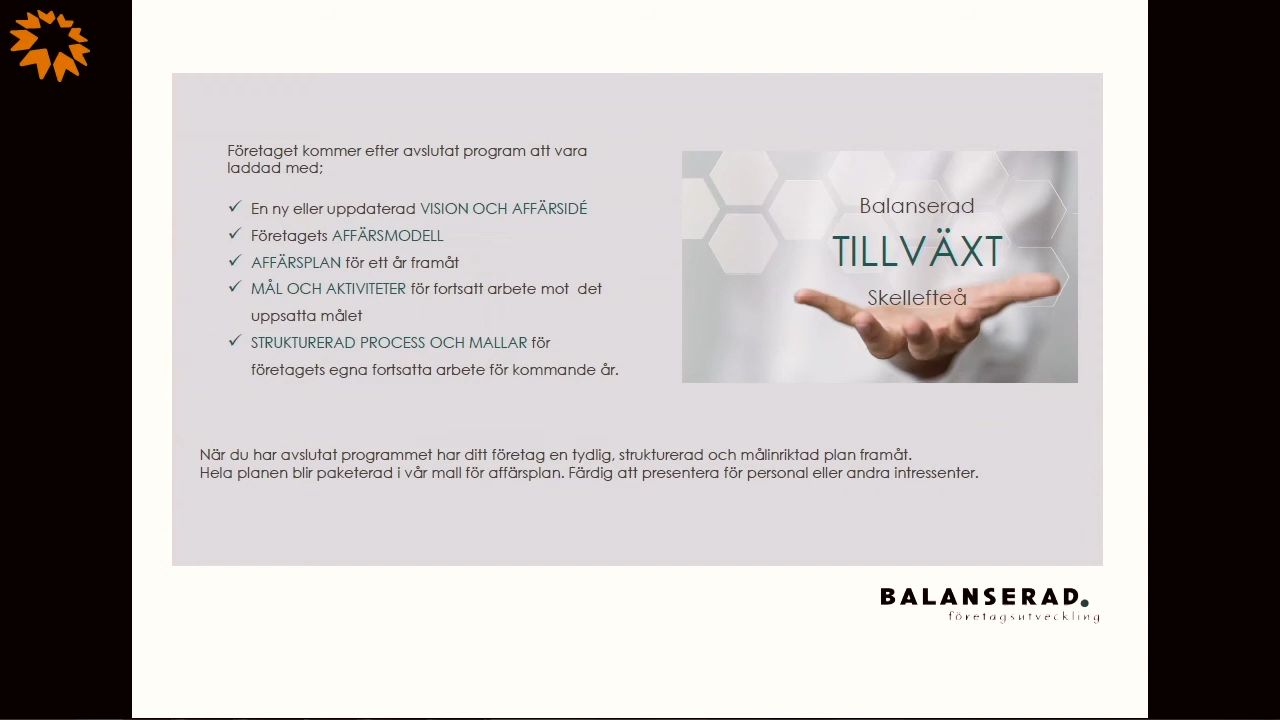 Företaget kommer efter avslutat program att vara
laddad med;
✓ En ny eller uppdaterad VISION OCH AFFÄRSIDÉ
✓ Företagets AFFÄRSMODELL
✓ AFFÄRSPLAN för ett år framåt
✓ MÅL OCH AKTIVITETER för fortsatt arbete mot det
uppsatta målet
✓ STRUKTURERAD PROCESS OCH MALLAR för
företagets egna fortsatta arbete för kommande år.
Balanserad
TILLVÄXT
Skellefteå
När du har avslutat programmet har ditt företag en tydlig, strukturerad och målinriktad plan framåt.
Hela planen blir paketerad i vår mall för affärsplan. Färdig att presentera för personal eller andra intressenter.
BALANSERAD.
företagsutveckling